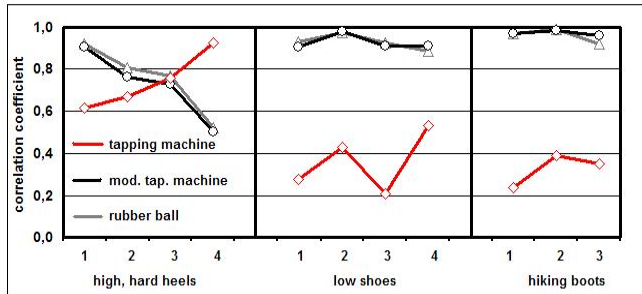 correlation coefficient
1,0
0,8
0,6
0,4
0,2
0,0
tapping machine
mod. tap. machine
rubber ball
1 2 3 4 1 2 3 4 1 2 3
high, hard heels low shoes hiking boots